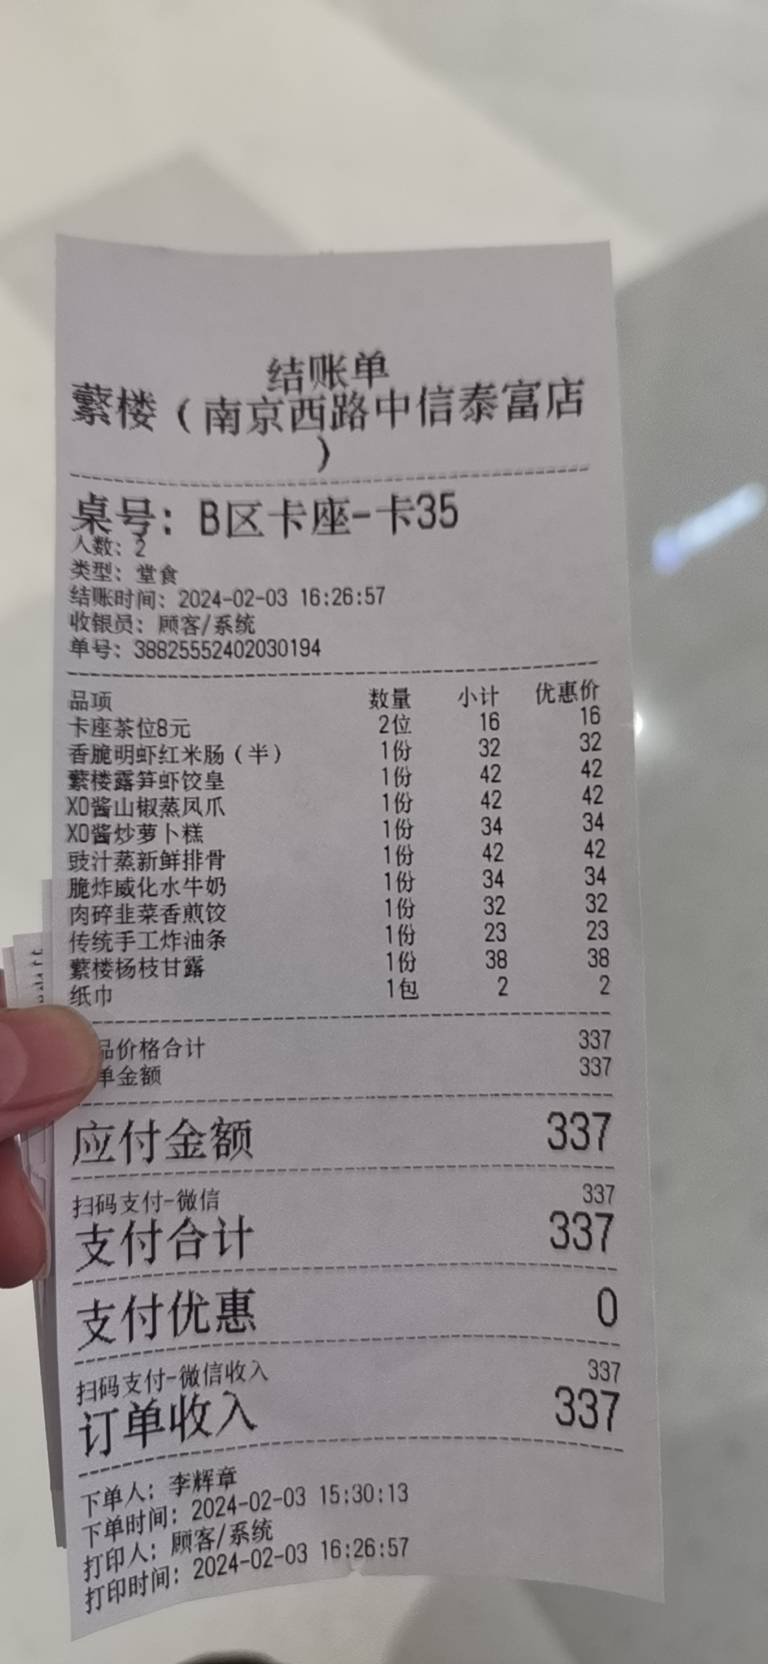 结账单
蘩楼（南京西路中信泰富店
）
桌号：B区卡座-卡35
人数：2
类型：堂食
结账时间：2024-02-03 16:26:57
收银员：顾客/系统
单号：38825552402030194
品项 数量 小计 优惠价
卡座茶位8元 2位 16 16
香脆明虾红米肠（半） 1份 32 32
蘩楼露笋虾饺皇 1份 42 42
XO酱山椒蒸凤爪 1份 42 42
XO酱炒萝卜糕 1份 34 34
豉汁蒸新鲜排骨 1份 42 42
脆炸威化水牛奶 1份 34 34
肉碎韭菜香煎饺 1份 32 32
传统手工炸油条 1份 23 23
蘩楼杨枝甘露 1份 38 38
纸巾 1包 2 2
品价格合计 337
单金额 337
应付金额 337
扫码支付-微信 337
支付合计 337
支付优惠 0
扫码支付-微信收入 337
订单收入 337
下单人：李辉章
下单时间：2024-02-03 15:30:13
打印人：顾客/系统
打印时间：2024-02-03 16:26:57